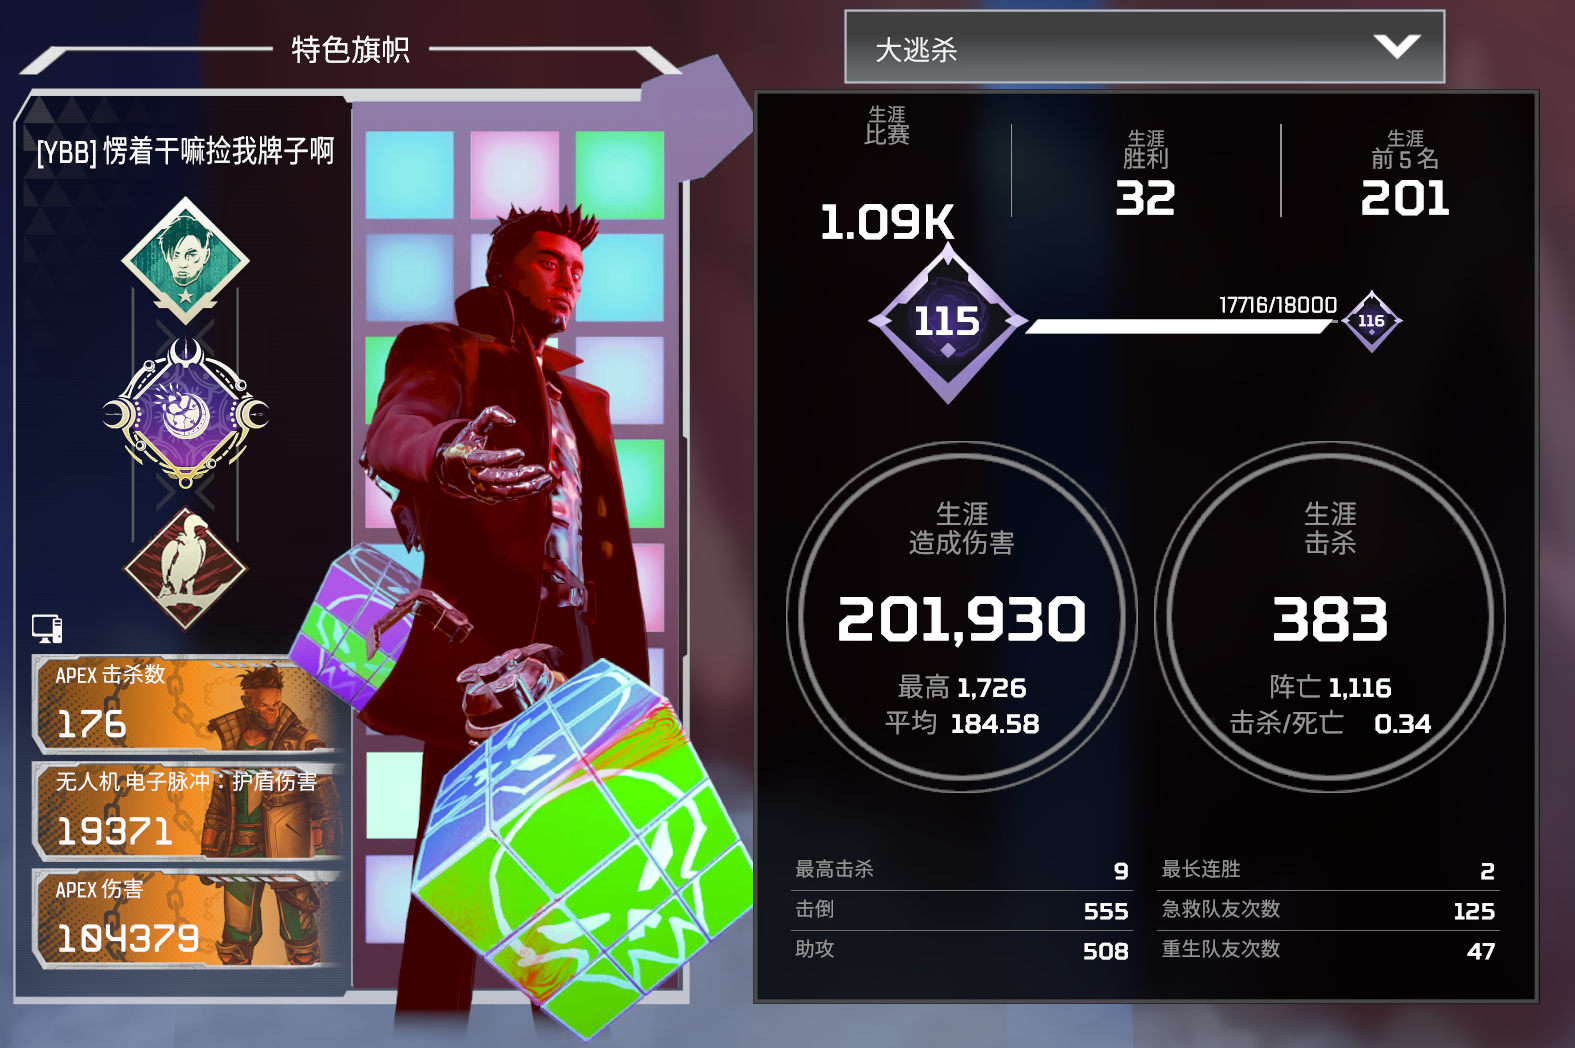 特色旗帜
[YBB] 愣着干嘛捡我牌子啊
APEX 击杀数
176
无人机 电子脉冲：护盾伤害
19371
APEX 伤害
104379
大逃杀
生涯
比赛
1.09K
生涯
胜利
32
生涯
前 5 名
201
115
17716/18000
116
生涯
造成伤害
201,930
最高 1,726
平均 184.58
生涯
击杀
383
阵亡 1,116
击杀/死亡 0.34
最高击杀 9
击倒 555
助攻 508
最长连胜 2
急救队友次数 125
重生队友次数 47